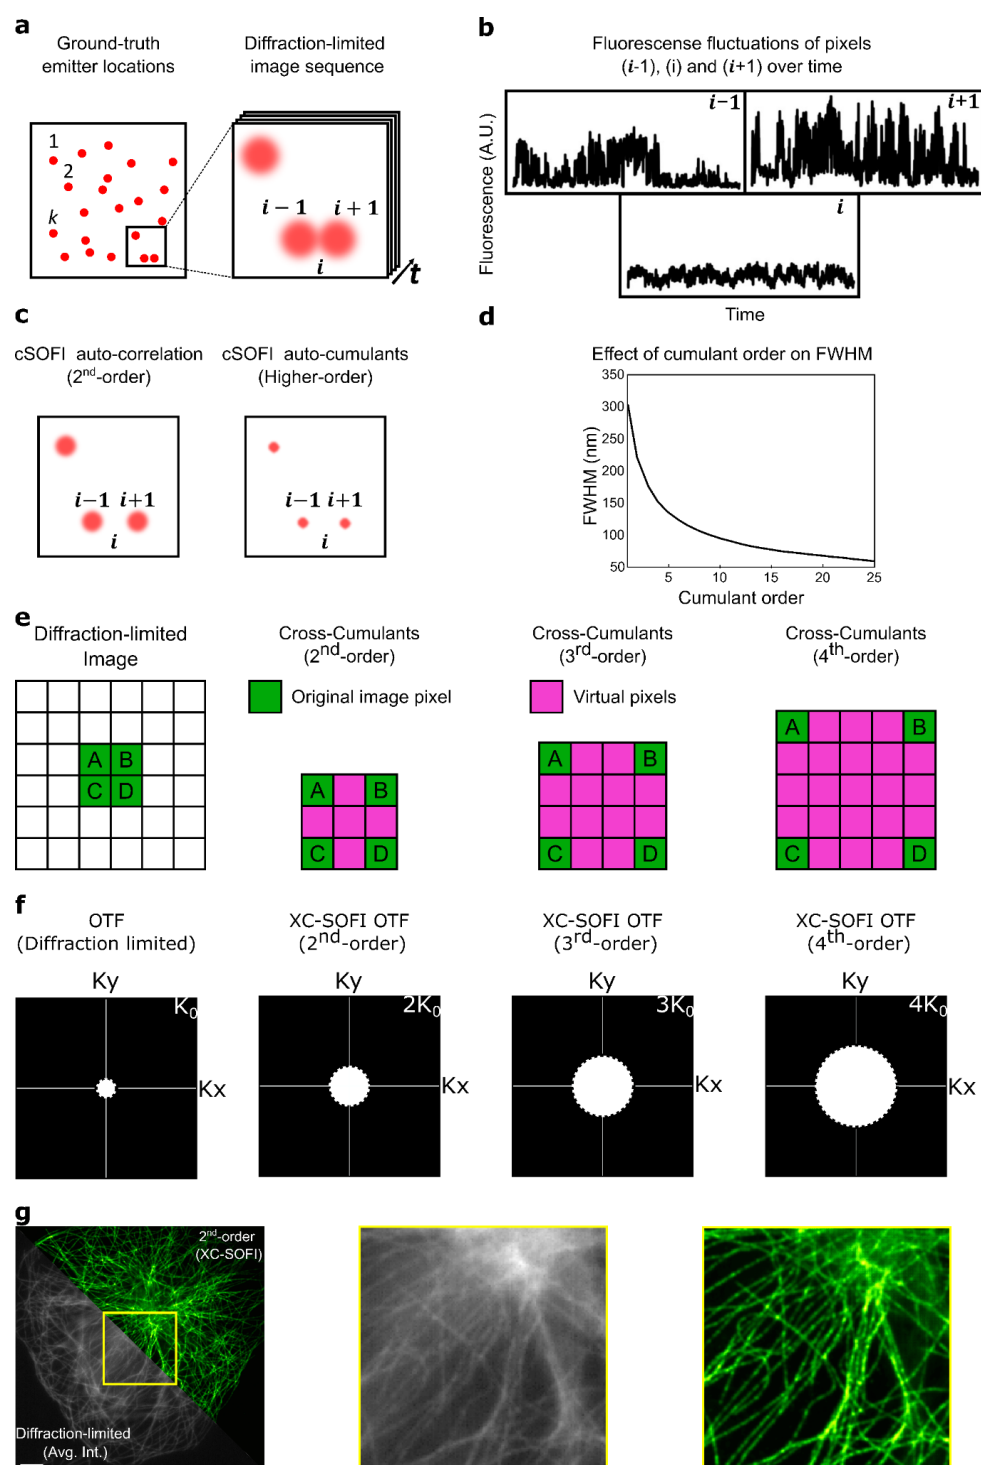 a
Ground-truth
emitter locations
Diffraction-limited
image sequence
1
2
k
i − 1
i + 1
i
t
b
Fluorescense fluctuations of pixels
(i-1), (i) and (i+1) over time
Fluorescence (A.U.)
i−1
i+1
i
Time
c
cSOFI auto-correlation
(2nd-order)
cSOFI auto-cumulants
(Higher-order)
i−1
i+1
i
i−1
i+1
i
d
Effect of cumulant order on FWHM
FWHM (nm)
350
300
250
200
150
100
50
5
10
15
20
25
Cumulant order
e
Diffraction-limited
Image
Cross-Cumulants
(2nd-order)
Cross-Cumulants
(3rd-order)
Cross-Cumulants
(4th-order)
Original image pixel
Virtual pixels
A B
C D
A B
C D
A B
C D
A B
C D
f
OTF
(Diffraction limited)
XC-SOFI OTF
(2nd-order)
XC-SOFI OTF
(3rd-order)
XC-SOFI OTF
(4th-order)
Ky
K0
Kx
Ky
2K0
Kx
Ky
3K0
Kx
Ky
4K0
Kx
g
2nd-order
(XC-SOFI)
Diffraction-limited
(Avg. Int.)